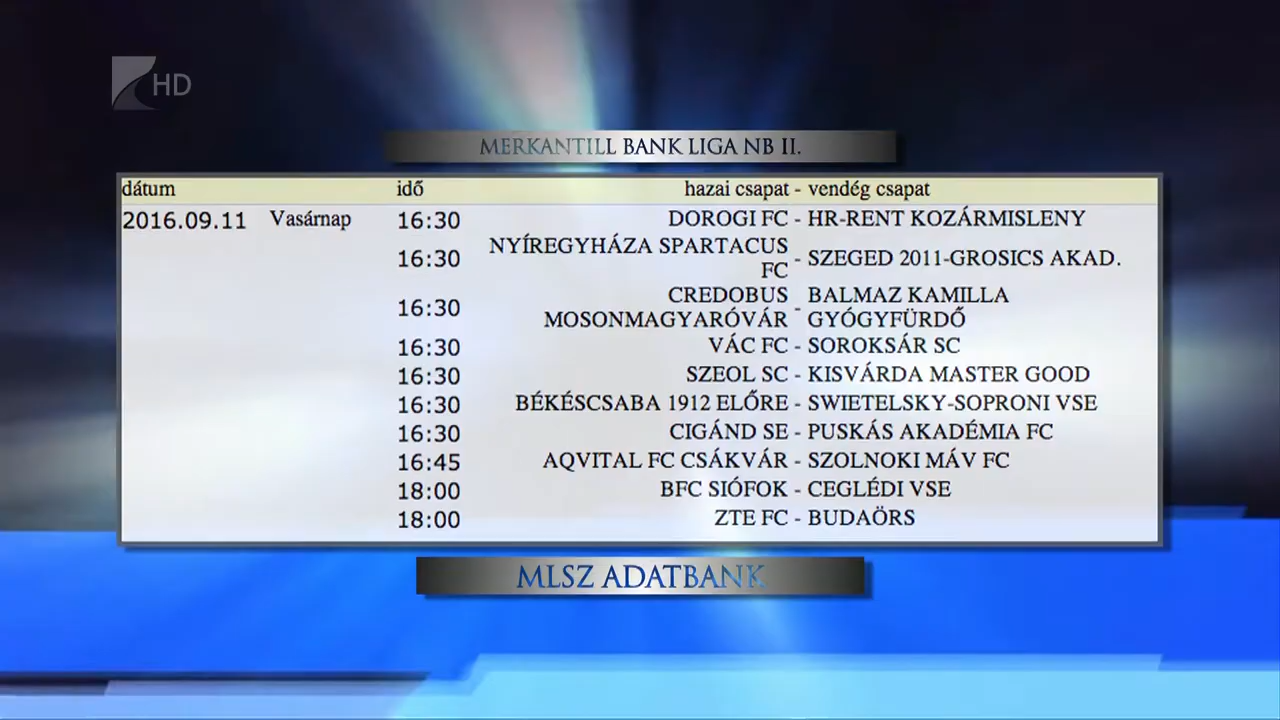 HD
MERKANTILL BANK LIGA NB II.
dátum idő hazai csapat - vendég csapat
2016.09.11 Vasárnap 16:30 DOROGI FC - HR-RENT KOZÁRMISLENY
16:30 NYÍREGYHÁZA SPARTACUS FC - SZEGED 2011-GROSICS AKAD.
16:30 CREDOBUS MOSONMAGYARÓVÁR - BALMAZ KAMILLA GYÓGYFÜRDŐ
16:30 VÁC FC - SOROKSÁR SC
16:30 SZEOL SC - KISVÁRDA MASTER GOOD
16:30 BÉKÉSCSABA 1912 ELŐRE - SWIETELSKY-SOPRONI VSE
16:30 CIGÁND SE - PUSKÁS AKADÉMIA FC
16:45 AQVITAL FC CSÁKVÁR - SZOLNOKI MÁV FC
18:00 BFC SIÓFOK - CEGLÉDI VSE
18:00 ZTE FC - BUDAÖRS
MLSZ ADATBANK